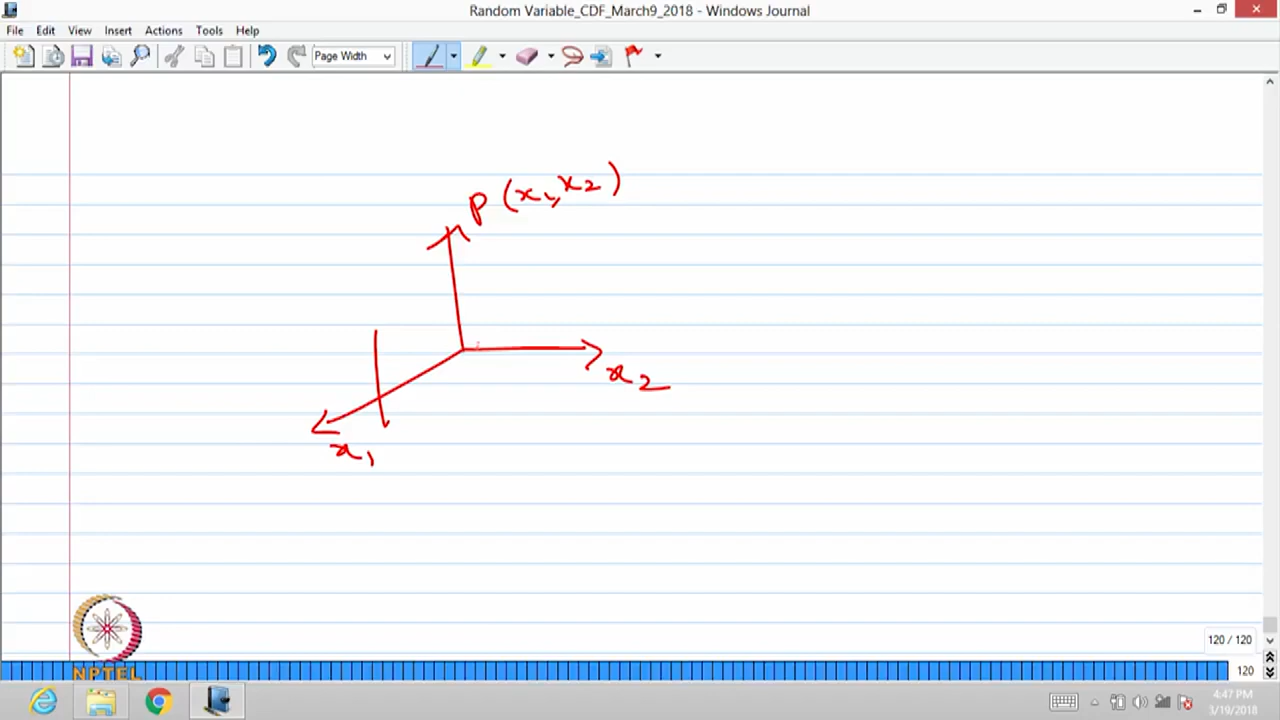 Random Variable_CDF_March9_2018 - Windows Journal
File Edit View Insert Actions Tools Help
Page Width
P (x1,x2)
x2
x1
NPTEL
120 / 120
120
4:47 PM
3/19/2018